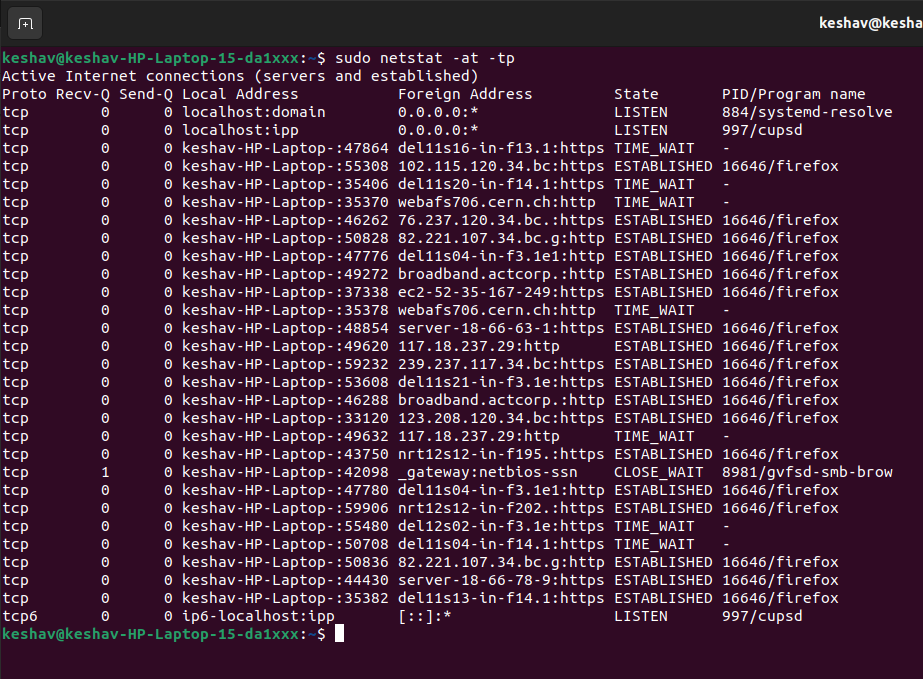 keshav@kesha
keshav@keshav-HP-Laptop-15-da1xxx:~$ sudo netstat -at -tp
Active Internet connections (servers and established)
Proto Recv-Q Send-Q Local Address           Foreign Address         State       PID/Program name
tcp        0      0 localhost:domain        0.0.0.0:*               LISTEN      884/systemd-resolve
tcp        0      0 localhost:ipp           0.0.0.0:*               LISTEN      997/cupsd
tcp        0      0 keshav-HP-Laptop-:47864 del11s16-in-f13.1:https TIME_WAIT   -
tcp        0      0 keshav-HP-Laptop-:55308 102.115.120.34.bc:https ESTABLISHED 16646/firefox
tcp        0      0 keshav-HP-Laptop-:35406 del11s20-in-f14.1:https TIME_WAIT   -
tcp        0      0 keshav-HP-Laptop-:35370 webafs706.cern.ch:http  TIME_WAIT   -
tcp        0      0 keshav-HP-Laptop-:46262 76.237.120.34.bc.:https ESTABLISHED 16646/firefox
tcp        0      0 keshav-HP-Laptop-:50828 82.221.107.34.bc.g:http ESTABLISHED 16646/firefox
tcp        0      0 keshav-HP-Laptop-:47776 del11s04-in-f3.1e1:http ESTABLISHED 16646/firefox
tcp        0      0 keshav-HP-Laptop-:49272 broadband.actcorp.:http ESTABLISHED 16646/firefox
tcp        0      0 keshav-HP-Laptop-:37338 ec2-52-35-167-249:https ESTABLISHED 16646/firefox
tcp        0      0 keshav-HP-Laptop-:35378 webafs706.cern.ch:http  TIME_WAIT   -
tcp        0      0 keshav-HP-Laptop-:48854 server-18-66-63-1:https ESTABLISHED 16646/firefox
tcp        0      0 keshav-HP-Laptop-:49620 117.18.237.29:http      ESTABLISHED 16646/firefox
tcp        0      0 keshav-HP-Laptop-:59232 239.237.117.34.bc:https ESTABLISHED 16646/firefox
tcp        0      0 keshav-HP-Laptop-:53608 del11s21-in-f3.1e:https ESTABLISHED 16646/firefox
tcp        0      0 keshav-HP-Laptop-:46288 broadband.actcorp.:http ESTABLISHED 16646/firefox
tcp        0      0 keshav-HP-Laptop-:33120 123.208.120.34.bc:https ESTABLISHED 16646/firefox
tcp        0      0 keshav-HP-Laptop-:49632 117.18.237.29:http      TIME_WAIT   -
tcp        0      0 keshav-HP-Laptop-:43750 nrt12s12-in-f195.:https ESTABLISHED 16646/firefox
tcp        1      0 keshav-HP-Laptop-:42098 _gateway:netbios-ssn    CLOSE_WAIT  8981/gvfsd-smb-brow
tcp        0      0 keshav-HP-Laptop-:47780 del11s04-in-f3.1e1:http ESTABLISHED 16646/firefox
tcp        0      0 keshav-HP-Laptop-:59906 nrt12s12-in-f202.:https ESTABLISHED 16646/firefox
tcp        0      0 keshav-HP-Laptop-:55480 del12s02-in-f3.1e:https TIME_WAIT   -
tcp        0      0 keshav-HP-Laptop-:50708 del11s04-in-f14.1:https TIME_WAIT   -
tcp        0      0 keshav-HP-Laptop-:50836 82.221.107.34.bc.g:http ESTABLISHED 16646/firefox
tcp        0      0 keshav-HP-Laptop-:44430 server-18-66-78-9:https ESTABLISHED 16646/firefox
tcp        0      0 keshav-HP-Laptop-:35382 del11s13-in-f14.1:https ESTABLISHED 16646/firefox
tcp6       0      0 ip6-localhost:ipp       [::]:*                  LISTEN      997/cupsd
keshav@keshav-HP-Laptop-15-da1xxx:~$